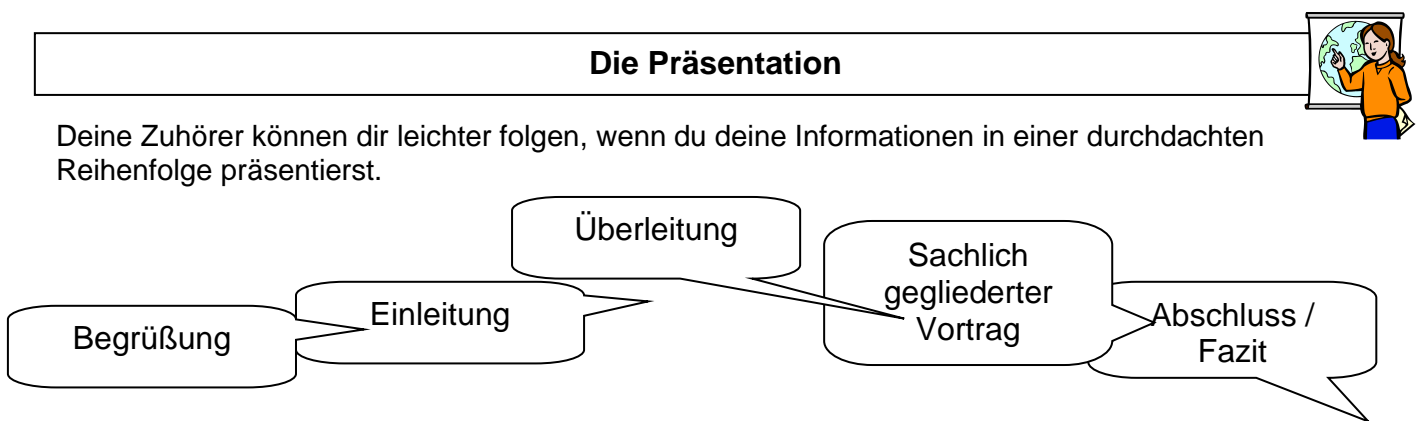 Die Präsentation
Deine Zuhörer können dir leichter folgen, wenn du deine Informationen in einer durchdachten
Reihenfolge präsentierst.
Begrüßung
Einleitung
Überleitung
Sachlich
gegliederter
Vortrag
Abschluss /
Fazit